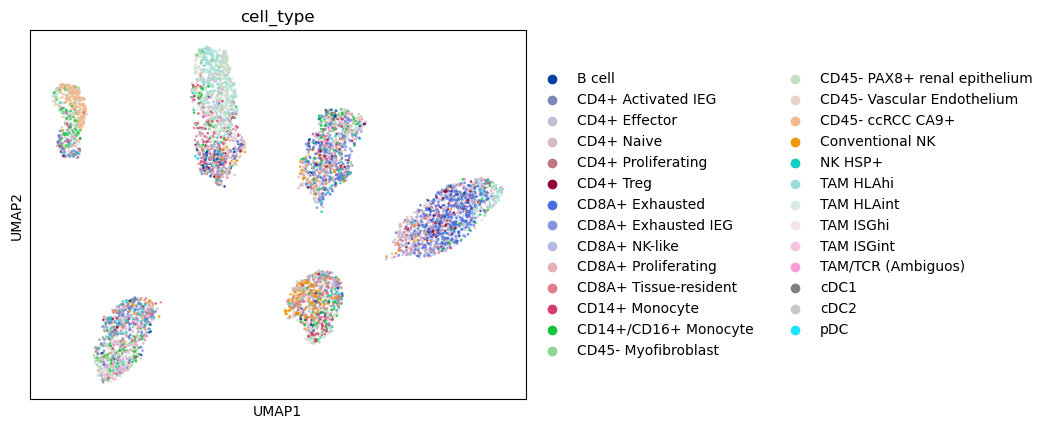 cell_type
UMAP2
UMAP1
B cell
CD4+ Activated IEG
CD4+ Effector
CD4+ Naive
CD4+ Proliferating
CD4+ Treg
CD8A+ Exhausted
CD8A+ Exhausted IEG
CD8A+ NK-like
CD8A+ Proliferating
CD8A+ Tissue-resident
CD14+ Monocyte
CD14+/CD16+ Monocyte
CD45- Myofibroblast
CD45- PAX8+ renal epithelium
CD45- Vascular Endothelium
CD45- ccRCC CA9+
Conventional NK
NK HSP+
TAM HLAhi
TAM HLAint
TAM ISGhi
TAM ISGint
TAM/TCR (Ambiguos)
cDC1
cDC2
pDC